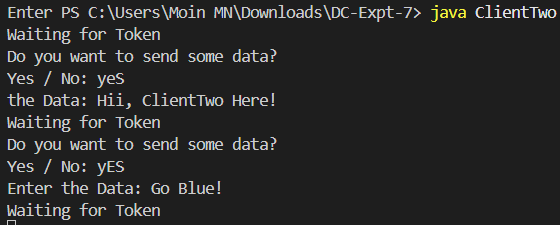 Enter PS C:\Users\Moin MN\Downloads\DC-Expt-7> java ClientTwo
Waiting for Token
Do you want to send some data?
Yes / No: yeS
the Data: Hii, ClientTwo Here!
Waiting for Token
Do you want to send some data?
Yes / No: yES
Enter the Data: Go Blue!
Waiting for Token